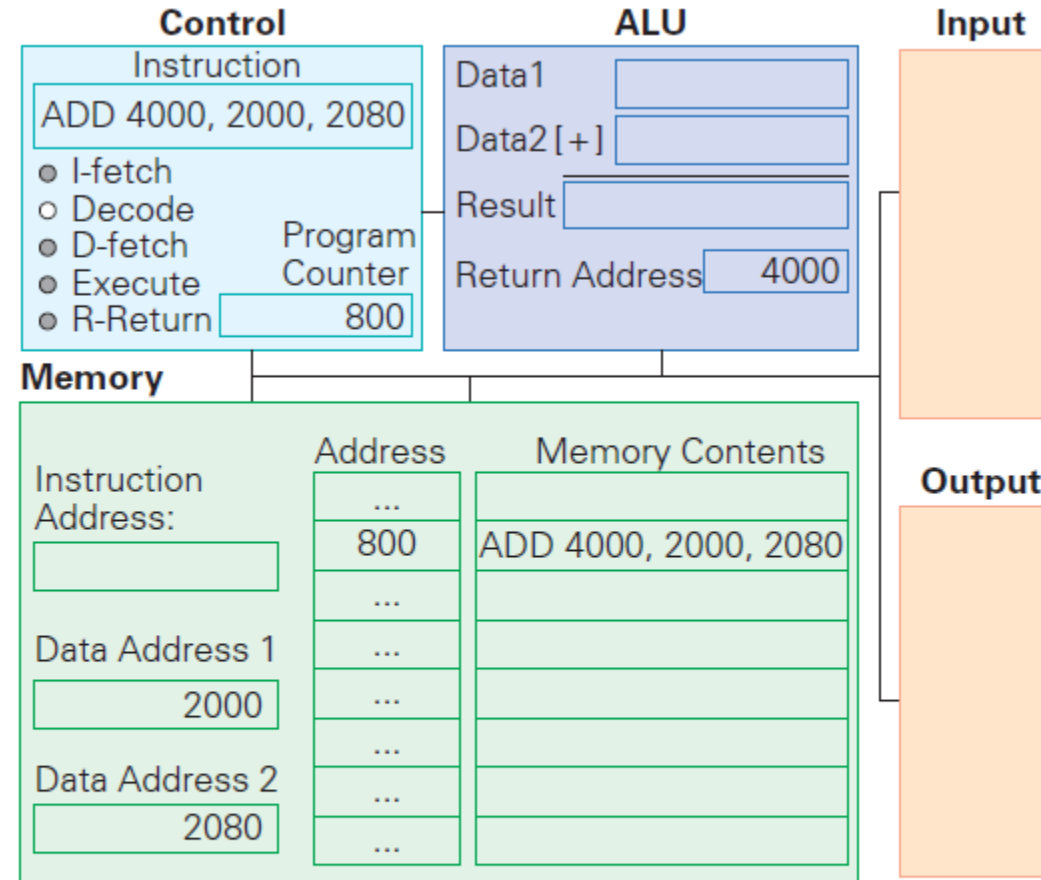 Control
Instruction
ADD 4000, 2000, 2080
I-fetch
Decode
D-fetch
Execute
R-Return
Program
Counter
800
ALU
Data1
Data2 [+]
Result
Return Address 4000
Input
Memory
Instruction
Address:
Data Address 1
2000
Data Address 2
2080
Address Memory Contents
...
800 ADD 4000, 2000, 2080
...
...
...
...
...
...
Output